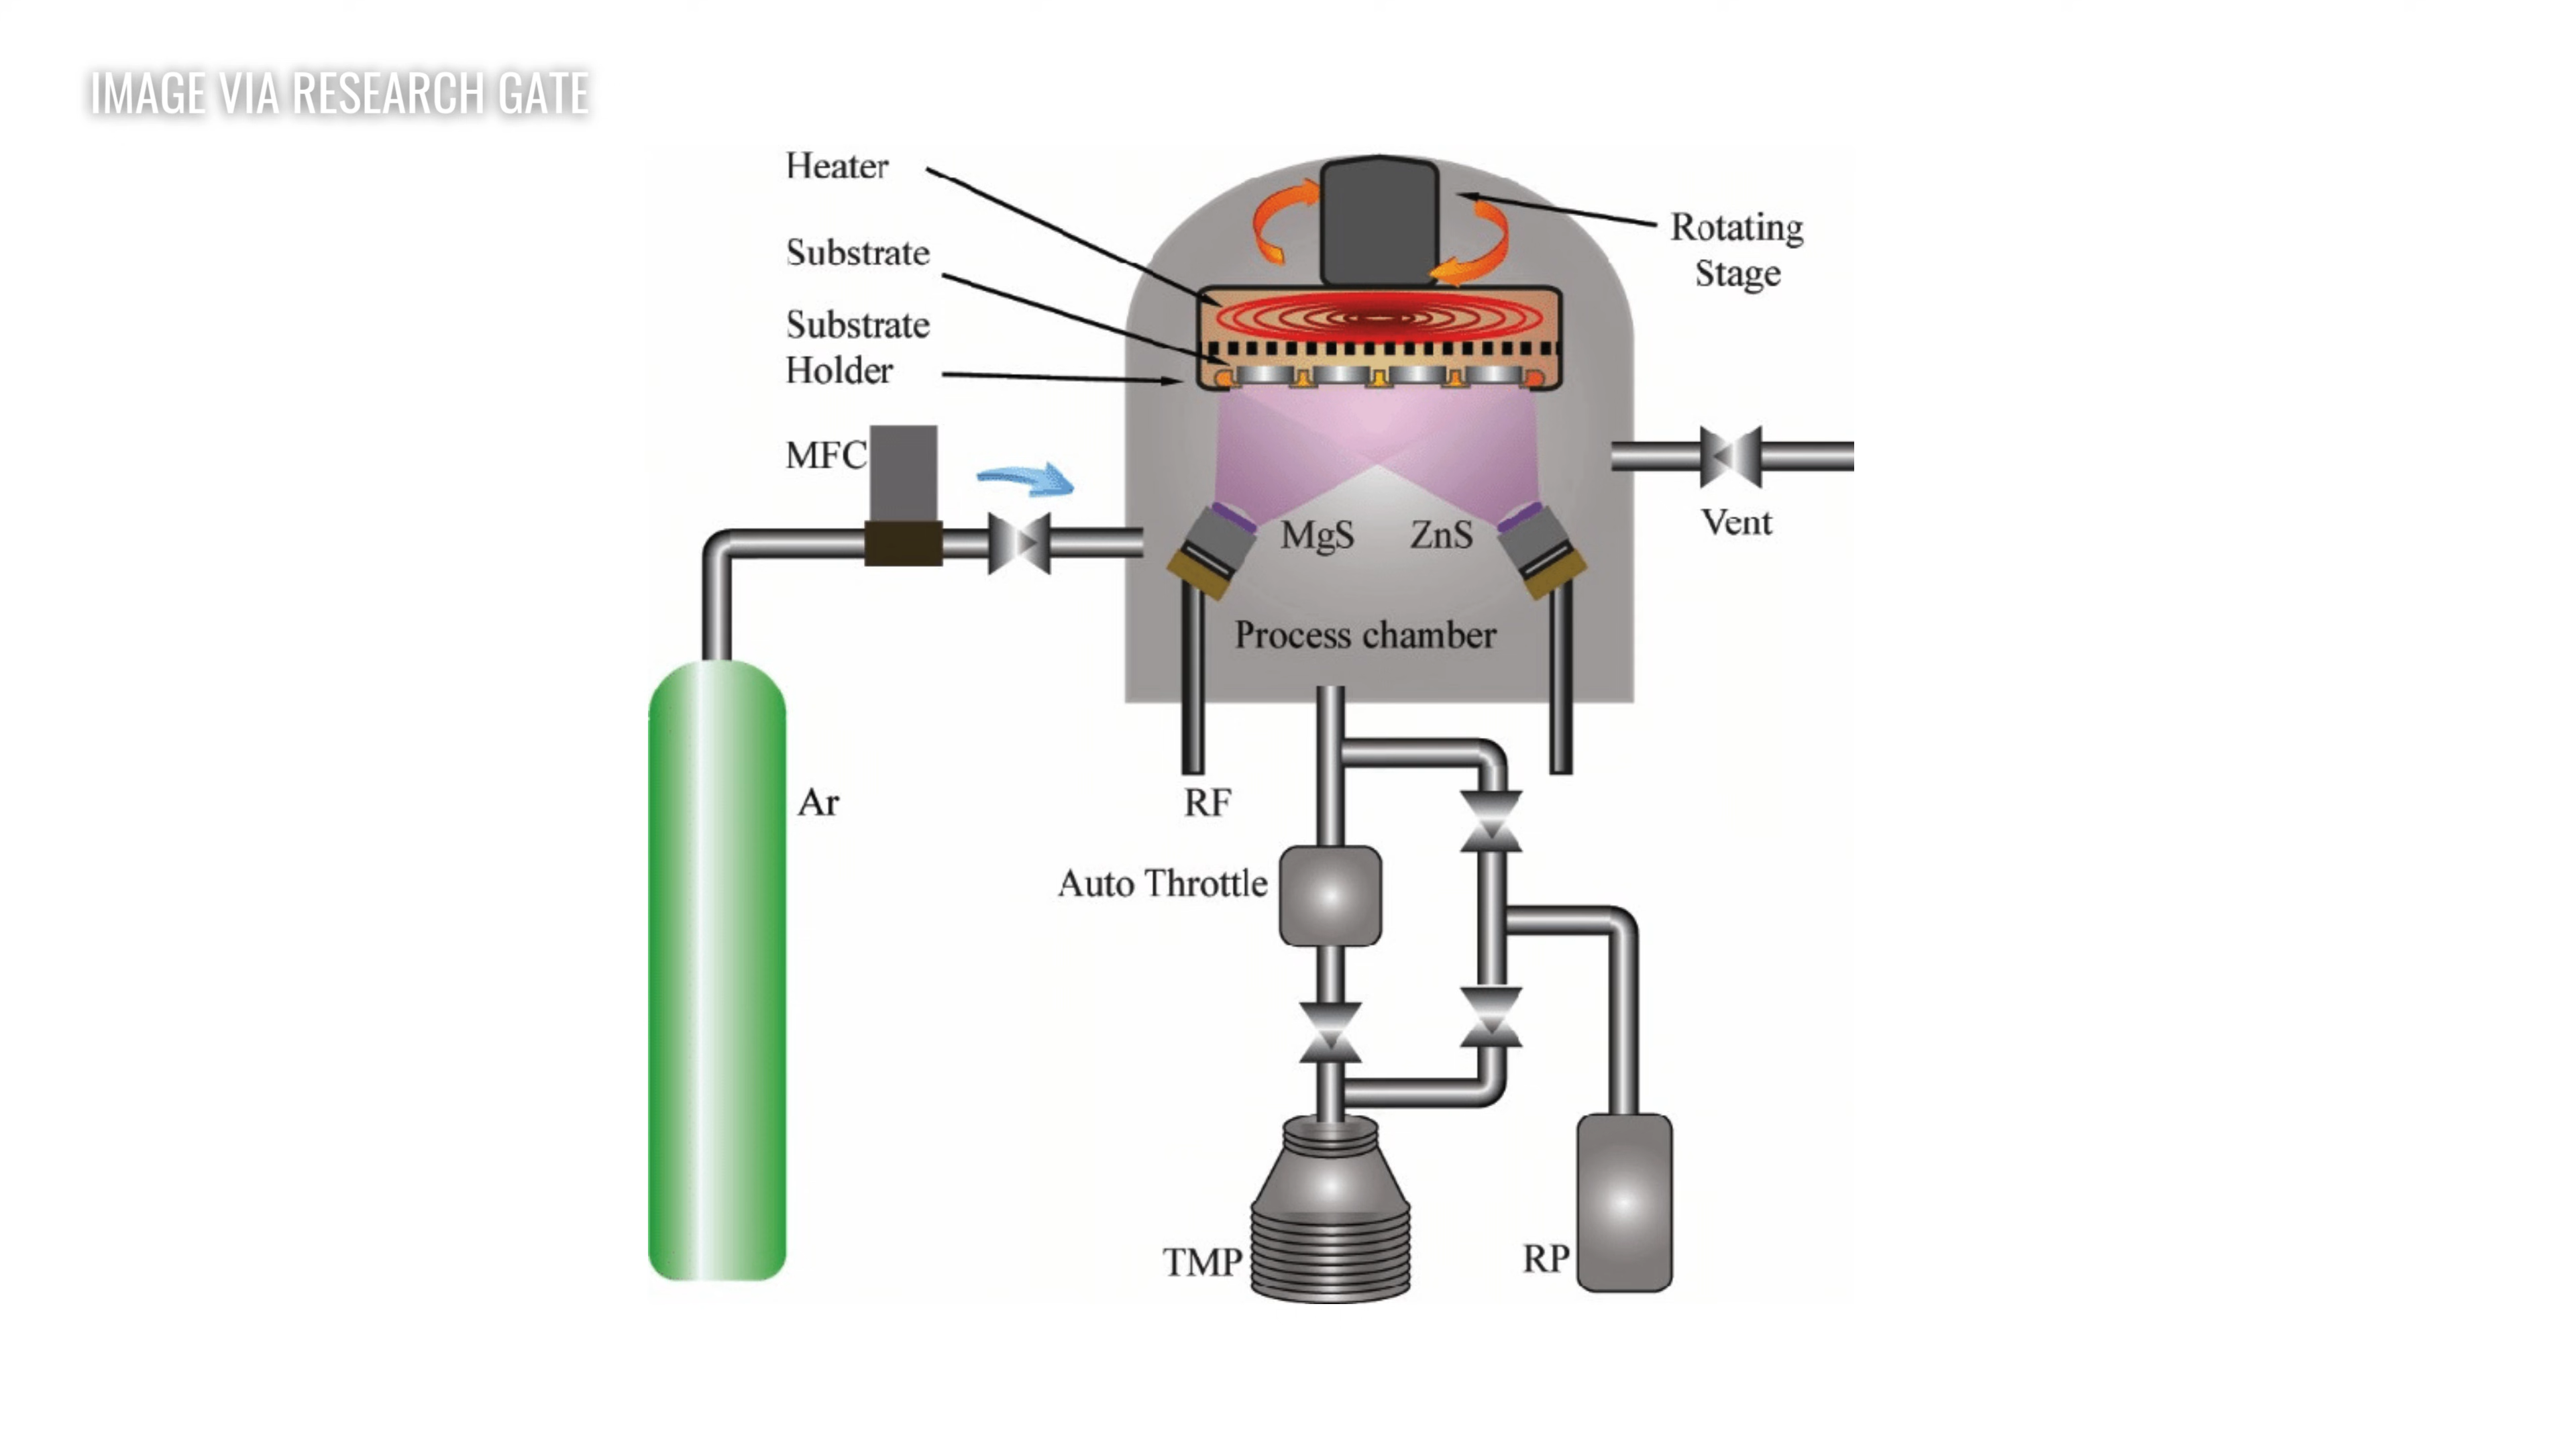 IMAGE VIA RESEARCH GATE
Heater
Rotating
Stage
Substrate
Substrate
Holder
MFC
MgS
ZnS
Vent
Process chamber
Ar
RF
Auto Throttle
TMP
RP